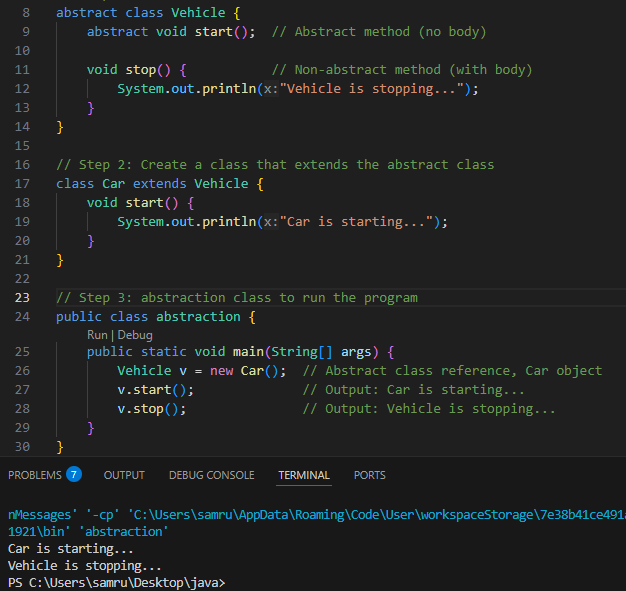 8 abstract class Vehicle {
9 abstract void start(); // Abstract method (no body)
10
11 void stop() { // Non-abstract method (with body)
12 System.out.println(x:"Vehicle is stopping...");
13 }
14 }
15
16 // Step 2: Create a class that extends the abstract class
17 class Car extends Vehicle {
18 void start() {
19 System.out.println(x:"Car is starting...");
20 }
21 }
22
23 // Step 3: abstraction class to run the program
24 public class abstraction {
Run | Debug
25 public static void main(String[] args) {
26 Vehicle v = new Car(); // Abstract class reference, Car object
27 v.start(); // Output: Car is starting...
28 v.stop(); // Output: Vehicle is stopping...
29 }
30 }
PROBLEMS 7 OUTPUT DEBUG CONSOLE TERMINAL PORTS
nMessages' '-cp' 'C:\Users\samru\AppData\Roaming\Code\User\workspaceStorage\7e38b41ce491a
1921\bin' 'abstraction'
Car is starting...
Vehicle is stopping...
PS C:\Users\samru\Desktop\java>